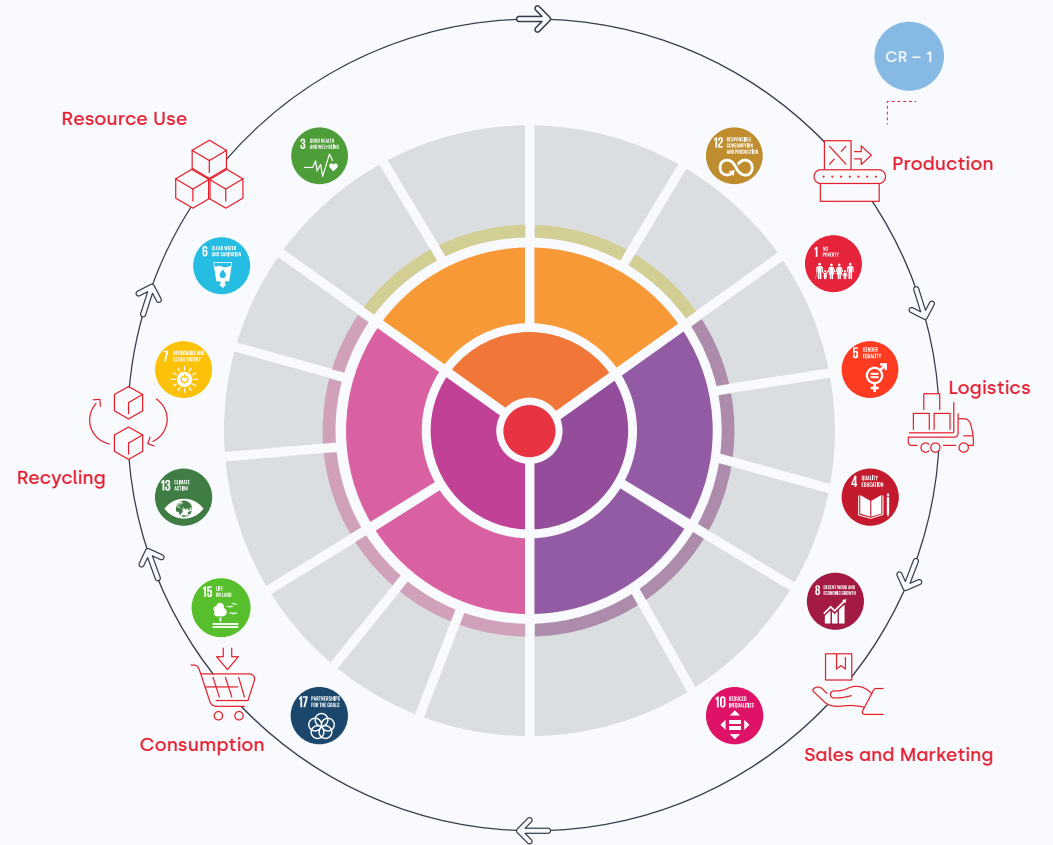 CR – 1
Resource Use
3 GOOD HEALTH
AND WELL-BEING
12 RESPONSIBLE
CONSUMPTION
AND PRODUCTION
Production
6 CLEAN WATER
AND SANITATION
1 NO
POVERTY
7 AFFORDABLE AND
CLEAN ENERGY
5 GENDER
EQUALITY
Logistics
Recycling
13 CLIMATE
ACTION
4 QUALITY
EDUCATION
15 LIFE
ON LAND
8 DECENT WORK AND
ECONOMIC GROWTH
17 PARTNERSHIPS
FOR THE GOALS
10 REDUCED
INEQUALITIES
Consumption
Sales and Marketing